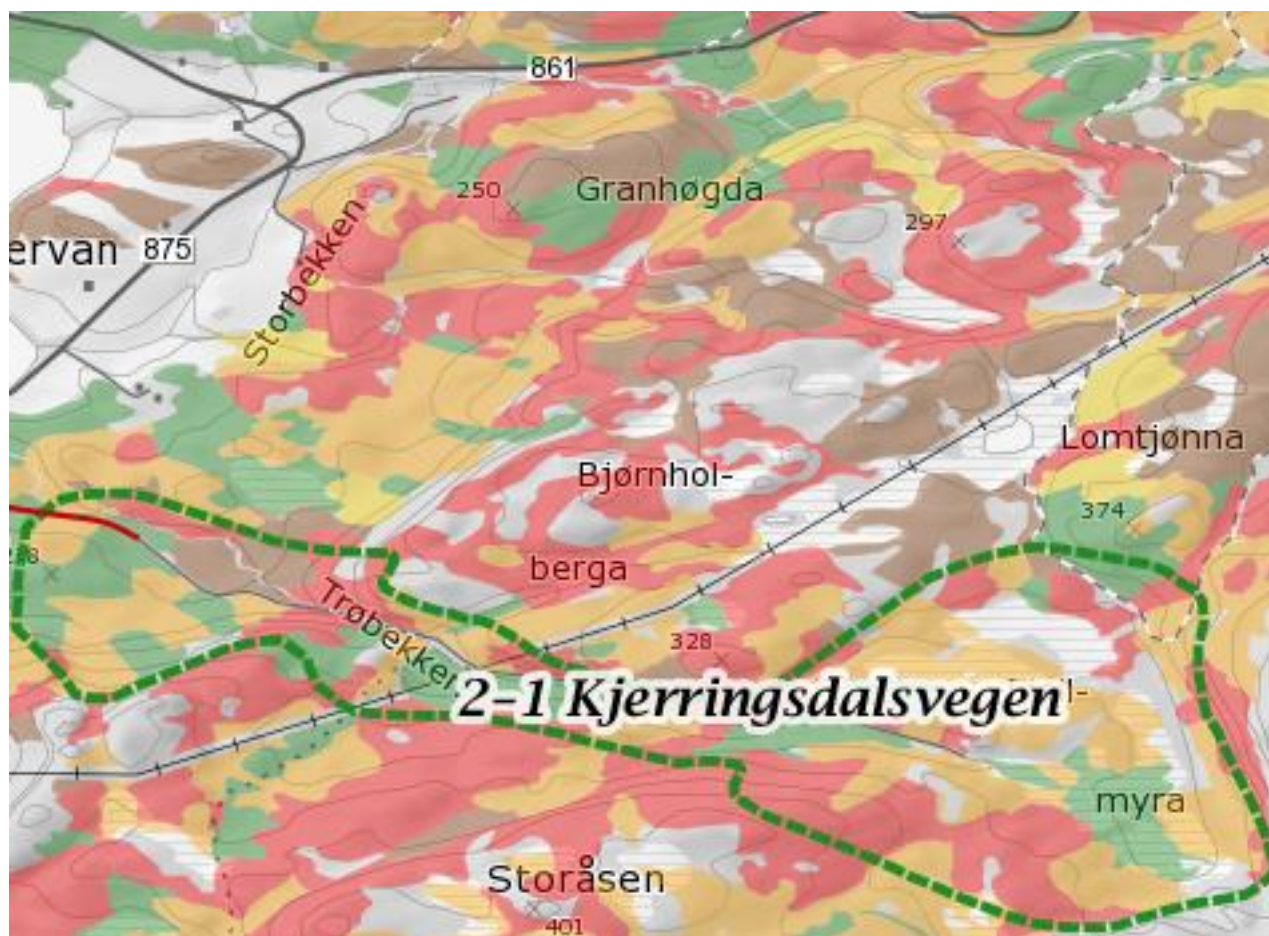 861
250
Granhøgda
297
ervan
875
Storbekken
Lomtjønna
Bjørnhol-
374
berga
Trøbekken
328
2-1 Kjerringsdalsvegen
l-
myra
Storåsen
401